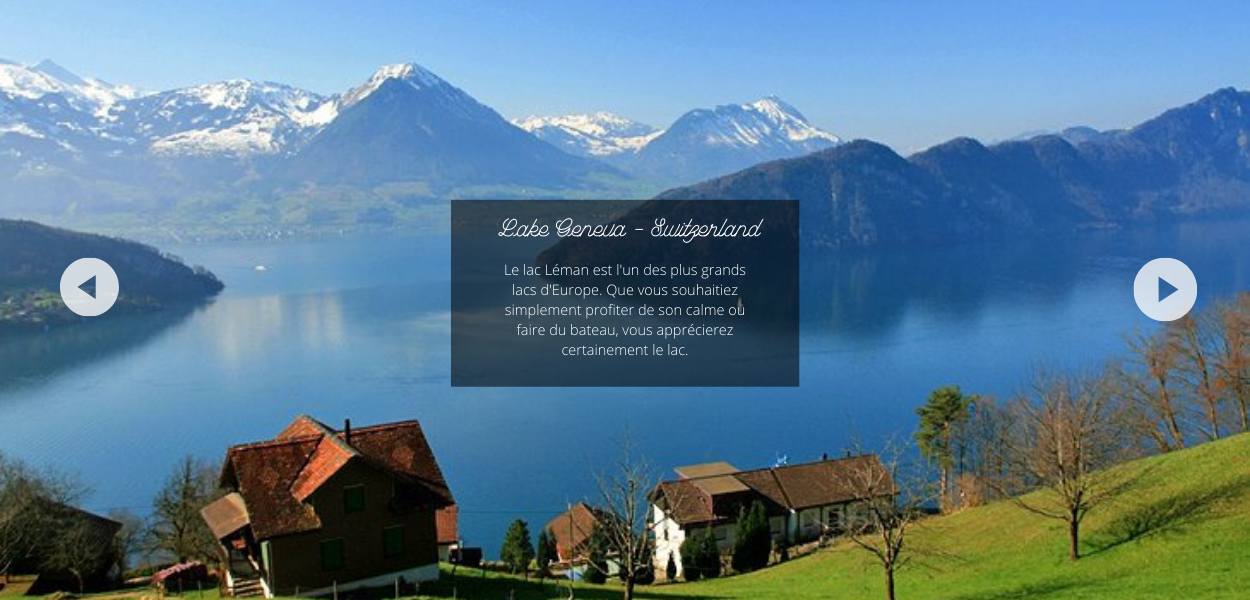 Lake Geneva - Switzerland
Le lac Léman est l'un des plus grands
lacs d'Europe. Que vous souhaitiez
simplement profiter de son calme ou
faire du bateau, vous apprécierez
certainement le lac.